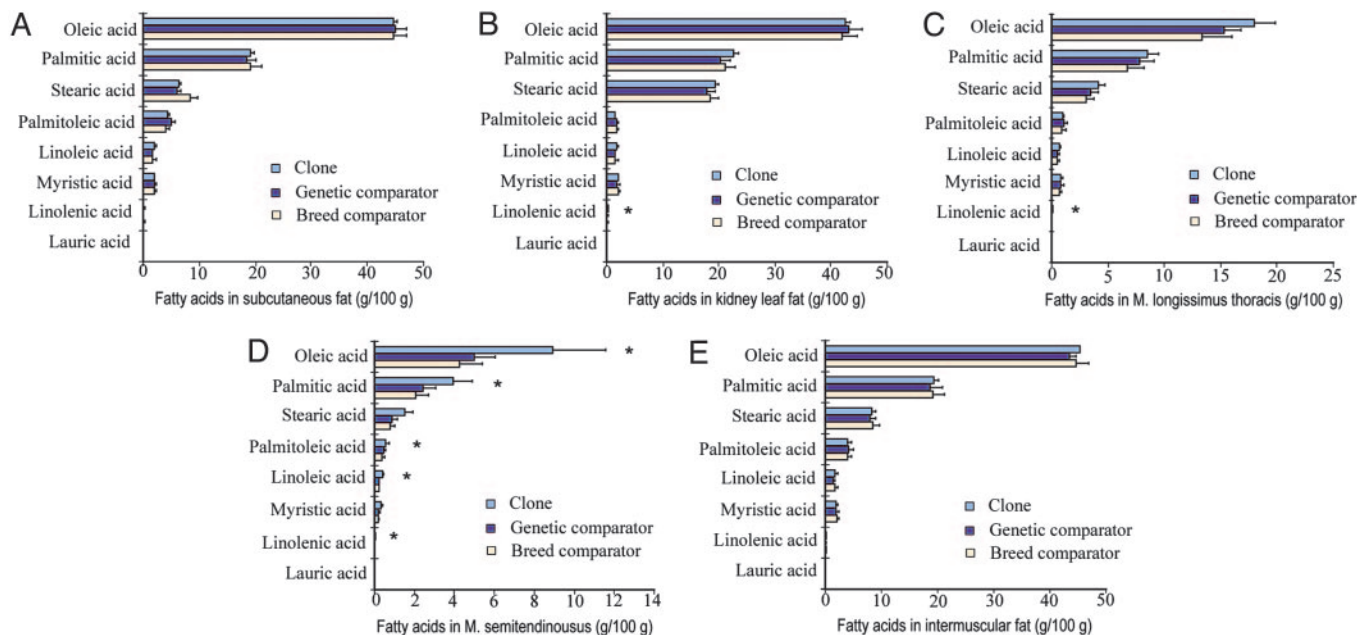 A
Oleic acid
Palmitic acid
Stearic acid
Palmitoleic acid
Linoleic acid
Myristic acid
Linolenic acid
Lauric acid
Clone
Genetic comparator
Breed comparator
0 10 20 30 40 50
Fatty acids in subcutaneous fat (g/100 g)
B
Oleic acid
Palmitic acid
Stearic acid
Palmitoleic acid
Linoleic acid
Myristic acid
Linolenic acid *
Lauric acid
Clone
Genetic comparator
Breed comparator
0 10 20 30 40 50
Fatty acids in kidney leaf fat (g/100 g)
C
Oleic acid
Palmitic acid
Stearic acid
Palmitoleic acid
Linoleic acid
Myristic acid
Linolenic acid *
Lauric acid
Clone
Genetic comparator
Breed comparator
0 5 10 15 20 25
Fatty acids in M. longissimus thoracis (g/100 g)
D
Oleic acid *
Palmitic acid *
Stearic acid
Palmitoleic acid *
Linoleic acid *
Myristic acid
Linolenic acid *
Lauric acid
Clone
Genetic comparator
Breed comparator
0 2 4 6 8 10 12 14
Fatty acids in M. semitendinousus (g/100 g)
E
Oleic acid
Palmitic acid
Stearic acid
Palmitoleic acid
Linoleic acid
Myristic acid
Linolenic acid
Lauric acid
Clone
Genetic comparator
Breed comparator
0 10 20 30 40 50
Fatty acids in intermuscular fat (g/100 g)